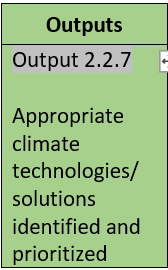 Outputs
Output 2.2.7
Appropriate
climate
technologies/
solutions
identified and
prioritized